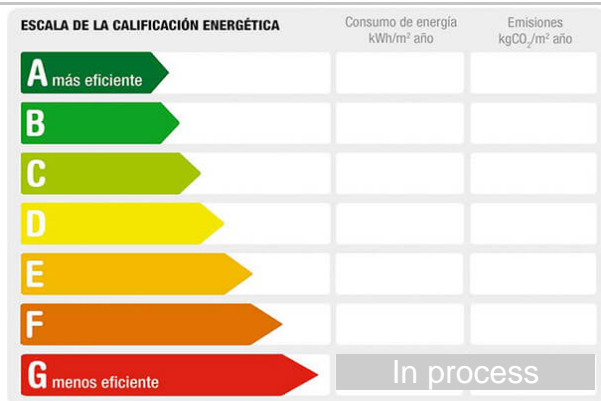 ESCALA DE LA CALIFICACIÓN ENERGÉTICA
Consumo de energía
kWh/m² año
Emisiones
kgCO₂/m² año
A más eficiente
B
C
D
E
F
G menos eficiente
In process